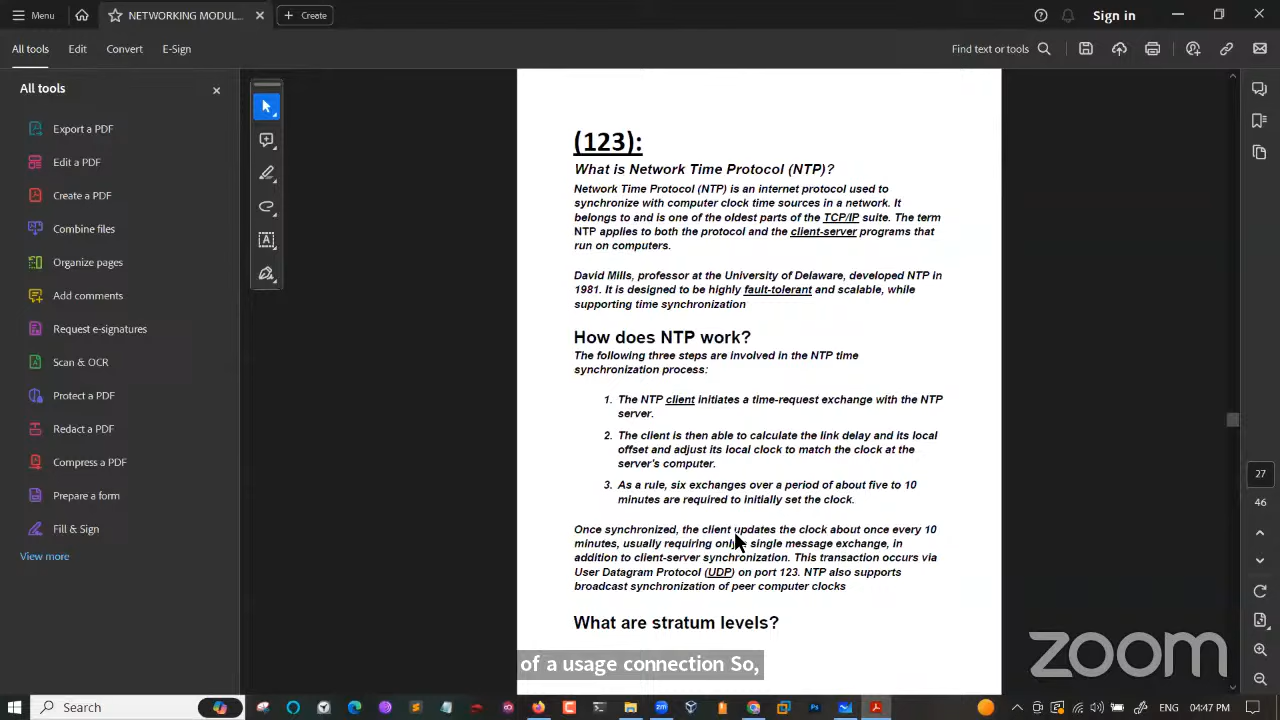 Menu
NETWORKING MODUL...
Create
Sign in
All tools
Edit
Convert
E-Sign
Find text or tools
All tools
Export a PDF
Edit a PDF
Create a PDF
Combine files
Organize pages
Add comments
Request e-signatures
Scan & OCR
Protect a PDF
Redact a PDF
Compress a PDF
Prepare a form
Fill & Sign
View more
(123):
What is Network Time Protocol (NTP)?
Network Time Protocol (NTP) is an internet protocol used to
synchronize with computer clock time sources in a network. It
belongs to and is one of the oldest parts of the TCP/IP suite. The term
NTP applies to both the protocol and the client-server programs that
run on computers.
David Mills, professor at the University of Delaware, developed NTP in
1981. It is designed to be highly fault-tolerant and scalable, while
supporting time synchronization
How does NTP work?
The following three steps are involved in the NTP time
synchronization process:
1. The NTP client initiates a time-request exchange with the NTP
server.
2. The client is then able to calculate the link delay and its local
offset and adjust its local clock to match the clock at the
server's computer.
3. As a rule, six exchanges over a period of about five to 10
minutes are required to initially set the clock.
Once synchronized, the client updates the clock about once every 10
minutes, usually requiring only single message exchange, in
addition to client-server synchronization. This transaction occurs via
User Datagram Protocol (UDP) on port 123. NTP also supports
broadcast synchronization of peer computer clocks
What are stratum levels?
of a usage connection So,
27
46
zoom
Search
ENG
04:47 PM